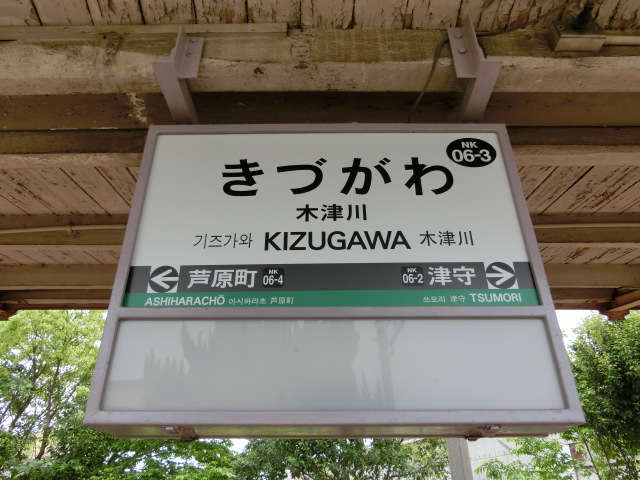 NK
06-3
きづがわ
木津川
기즈가와 KIZUGAWA 木津川
芦原町 NK 06-4 NK 06-2 津守
ASHIHARACHŌ 아시하라초 芦原町 쓰모리 津守 TSUMORI